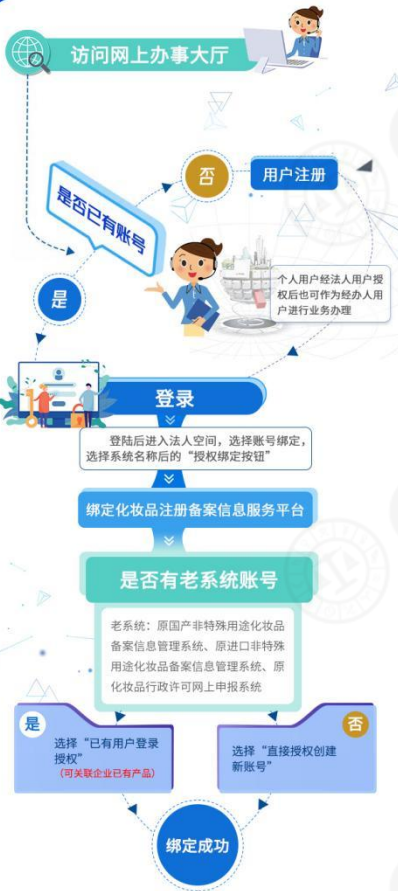 访问网上办事大厅
是否已有账号
否
用户注册
个人用户经法人用户授
权后也可作为经办人用
户进行业务办理
是
登录
登陆后进入法人空间，选择账号绑定，
选择系统名称后的“授权绑定按钮”
绑定化妆品注册备案信息服务平台
是否有老系统账号
老系统：原国产非特殊用途化妆品
备案信息管理系统、原进口非特殊
用途化妆品备案信息管理系统、原
化妆品行政许可网上申报系统
是
选择“已有用户登录
授权”
（可关联企业已有产品）
否
选择“直接授权创建
新账号”
绑定成功